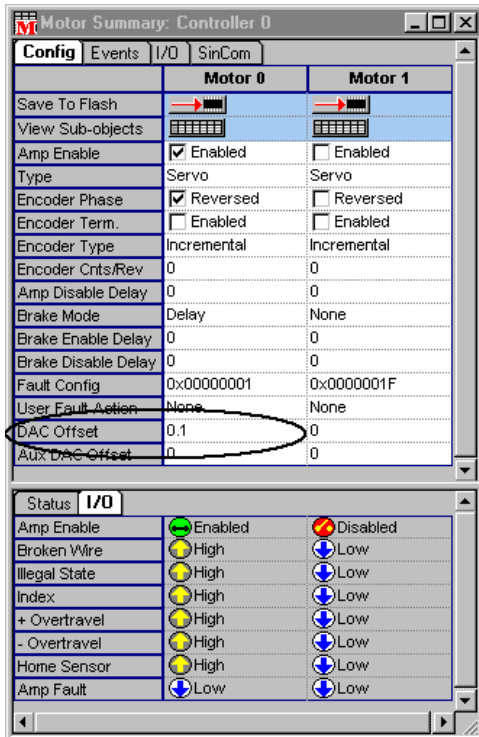 Motor Summary: Controller 0
Config Events I/O SinCom
Motor 0 Motor 1
Save To Flash
View Sub-objects
Amp Enable Enabled Enabled
Type Servo Servo
Encoder Phase Reversed Reversed
Encoder Term. Enabled Enabled
Encoder Type Incremental Incremental
Encoder Cnts/Rev 0 0
Amp Disable Delay 0 0
Brake Mode Delay None
Brake Enable Delay 0 0
Brake Disable Delay 0 0
Fault Config 0x00000001 0x0000001F
User Fault Action None None
DAC Offset 0.1 0
Aux DAC Offset 0 0
Status I/O
Amp Enable Enabled Disabled
Broken Wire High Low
Illegal State High Low
Index High Low
+ Overtravel High Low
- Overtravel High Low
Home Sensor High Low
Amp Fault Low Low